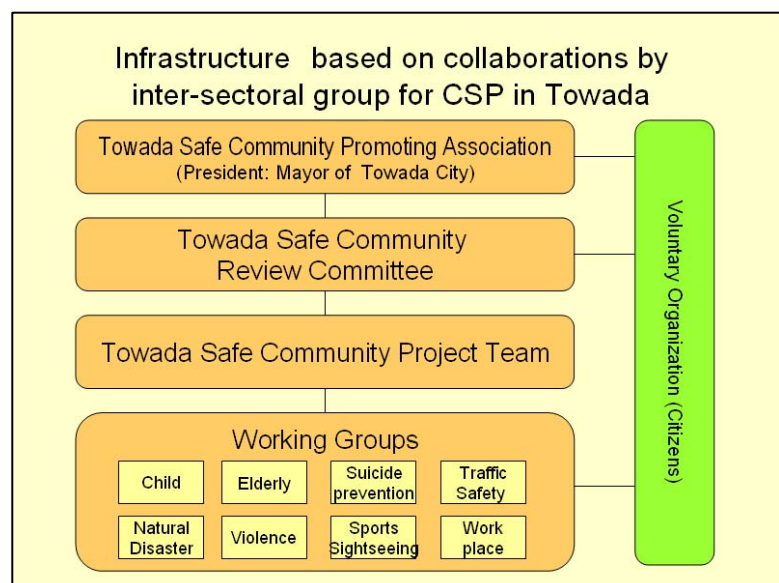 Infrastructure based on collaborations by
inter-sectoral group for CSP in Towada
Towada Safe Community Promoting Association
(President: Mayor of Towada City)
Towada Safe Community
Review Committee
Towada Safe Community Project Team
Working Groups
Child
Elderly
Suicide
prevention
Traffic
Safety
Natural
Disaster
Violence
Sports
Sightseeing
Work
place
Voluntary Organization (Citizens)